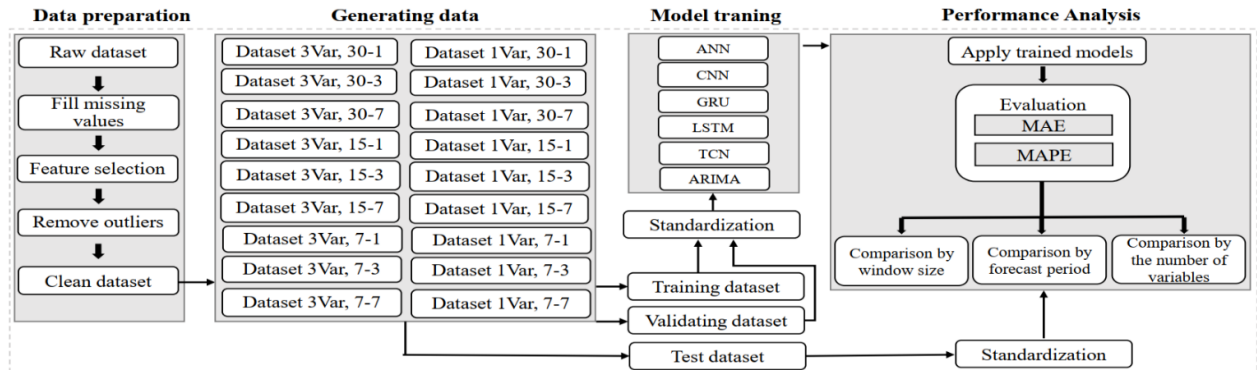 Data preparation
Generating data
Model traning
Performance Analysis
Raw dataset
Fill missing
values
Feature selection
Remove outliers
Clean dataset
Dataset 3Var, 30-1
Dataset 1Var, 30-1
Dataset 3Var, 30-3
Dataset 1Var, 30-3
Dataset 3Var, 30-7
Dataset 1Var, 30-7
Dataset 3Var, 15-1
Dataset 1Var, 15-1
Dataset 3Var, 15-3
Dataset 1Var, 15-3
Dataset 3Var, 15-7
Dataset 1Var, 15-7
Dataset 3Var, 7-1
Dataset 1Var, 7-1
Dataset 3Var, 7-3
Dataset 1Var, 7-3
Dataset 3Var, 7-7
Dataset 1Var, 7-7
ANN
CNN
GRU
LSTM
TCN
ARIMA
Standardization
Training dataset
Validating dataset
Test dataset
Apply trained models
Evaluation
MAE
MAPE
Comparison by
window size
Comparison by
forecast period
Comparison by
the number of
variables
Standardization